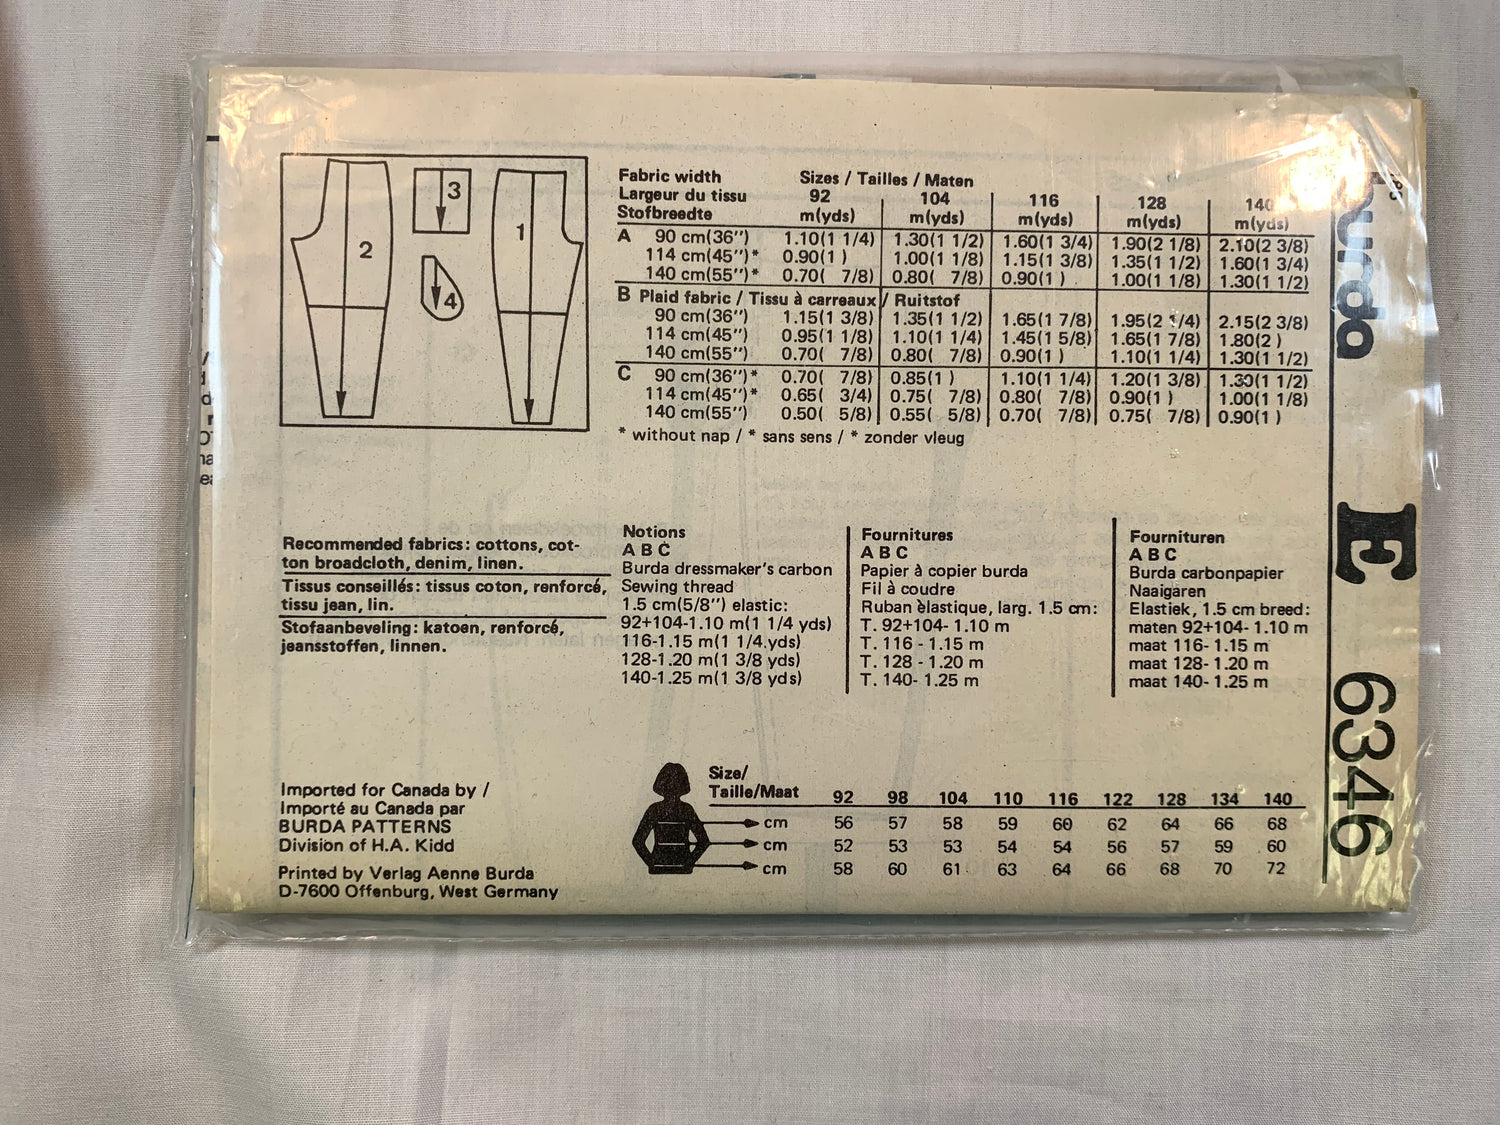 2
3
1
4
Fabric width Sizes / Tailles / Maten
Largeur du tissu 92 104 116 128 140
Stofbreedte m(yds) m(yds) m(yds) m(yds) m(yds)
A 90 cm(36'') 1.10(1 1/4) 1.30(1 1/2) 1.60(1 3/4) 1.90(2 1/8) 2.10(2 3/8)
114 cm(45'')* 0.90(1 ) 1.00(1 1/8) 1.15(1 3/8) 1.35(1 1/2) 1.60(1 3/4)
140 cm(55'')* 0.70( 7/8) 0.80( 7/8) 0.90(1 ) 1.00(1 1/8) 1.30(1 1/2)
B Plaid fabric / Tissu à carreaux / Ruitstof
90 cm(36'') 1.15(1 3/8) 1.35(1 1/2) 1.65(1 7/8) 1.95(2 1/4) 2.15(2 3/8)
114 cm(45'') 0.95(1 1/8) 1.10(1 1/4) 1.45(1 5/8) 1.65(1 7/8) 1.80(2 )
140 cm(55'') 0.70( 7/8) 0.80( 7/8) 0.90(1 ) 1.10(1 1/4) 1.30(1 1/2)
C 90 cm(36'')* 0.70( 7/8) 0.85(1 ) 1.10(1 1/4) 1.20(1 3/8) 1.30(1 1/2)
114 cm(45'')* 0.65( 3/4) 0.75( 7/8) 0.80( 7/8) 0.90(1 ) 1.00(1 1/8)
140 cm(55'') 0.50( 5/8) 0.55( 5/8) 0.70( 7/8) 0.75( 7/8) 0.90(1 )
* without nap / * sans sens / * zonder vleug
Recommended fabrics: cottons, cot-
ton broadcloth, denim, linen.
Tissus conseillés: tissus coton, renforcé,
tissu jean, lin.
Stofaanbeveling: katoen, renforcé,
jeansstoffen, linnen.
Notions
A B C
Burda dressmaker's carbon
Sewing thread
1.5 cm(5/8'') elastic:
92+104-1.10 m(1 1/4 yds)
116-1.15 m(1 1/4 yds)
128-1.20 m(1 3/8 yds)
140-1.25 m(1 3/8 yds)
Fournitures
A B C
Papier à copier burda
Fil à coudre
Ruban èlastique, larg. 1.5 cm:
T. 92+104- 1.10 m
T. 116 - 1.15 m
T. 128 - 1.20 m
T. 140- 1.25 m
Fournituren
A B C
Burda carbonpapier
Naaigaren
Elastiek, 1.5 cm breed:
maten 92+104- 1.10 m
maat 116- 1.15 m
maat 128- 1.20 m
maat 140- 1.25 m
Imported for Canada by /
Importé au Canada par
BURDA PATTERNS
Division of H.A. Kidd
Printed by Verlag Aenne Burda
D-7600 Offenburg, West Germany
Size/
Taille/Maat 92 98 104 110 116 122 128 134 140
cm 56 57 58 59 60 62 64 66 68
cm 52 53 53 54 54 56 57 59 60
cm 58 60 61 63 64 66 68 70 72
burda
E
6346